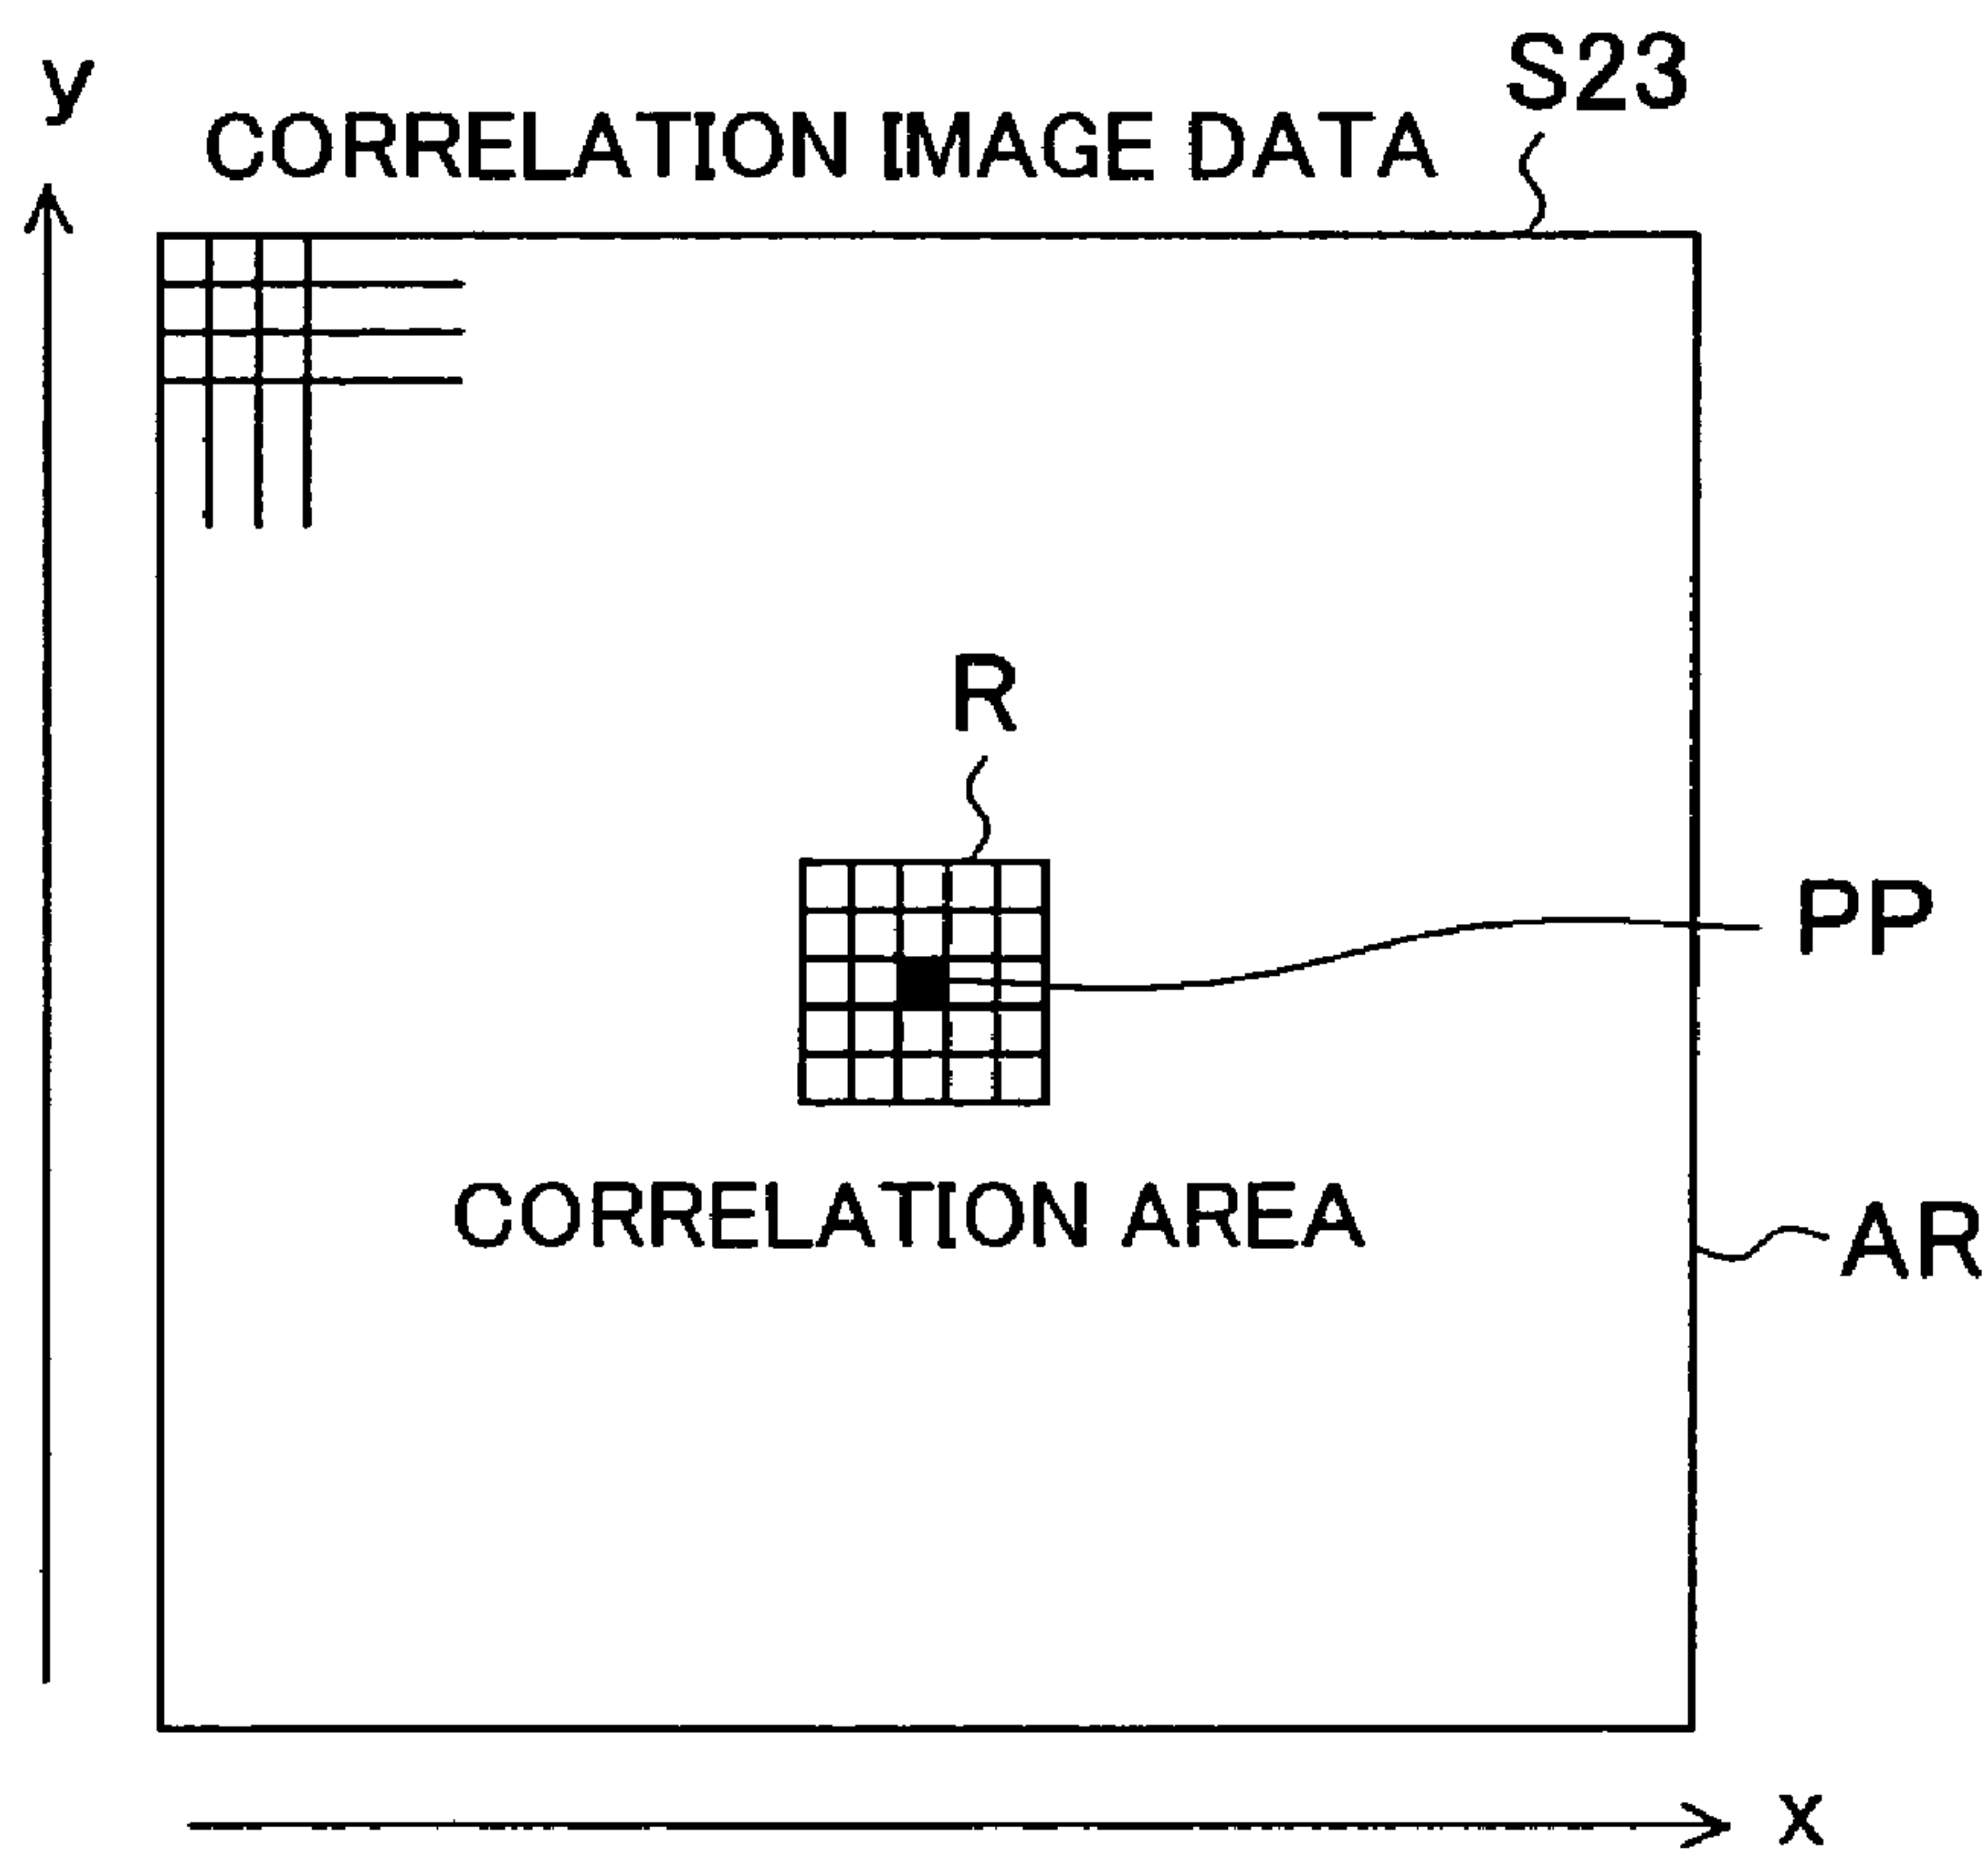 S23
y
CORRELATION IMAGE DATA
R
PP
CORRELATION AREA
AR
x